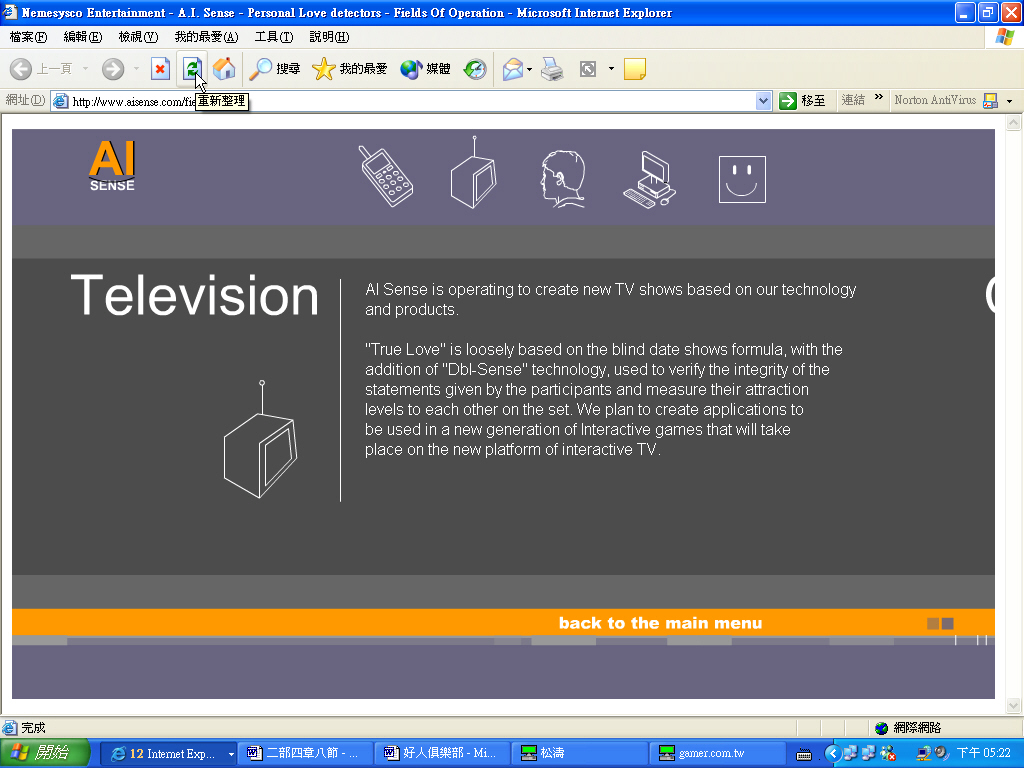 Nemesysco Entertainment - A.I. Sense - Personal Love detectors - Fields Of Operation - Microsoft Internet Explorer
檔案(F) 編輯(E) 檢視(V) 我的最愛(A) 工具(T) 說明(H)
上一頁 搜尋 我的最愛 媒體
網址(D) http://www.aisense.com/fie 移至 連結 » Norton AntiVirus
重新整理
AI
SENSE
Television
AI Sense is operating to create new TV shows based on our technology
and products.
"True Love" is loosely based on the blind date shows formula, with the
addition of "Dbl-Sense" technology, used to verify the integrity of the
statements given by the participants and measure their attraction
levels to each other on the set. We plan to create applications to
be used in a new generation of Interactive games that will take
place on the new platform of interactive TV.
back to the main menu
完成 網際網路
開始 12 Internet Exp... 二部四章八節 - ... 好人俱樂部 - Mi... 松濤 gamer.com.tw 下午 05:22